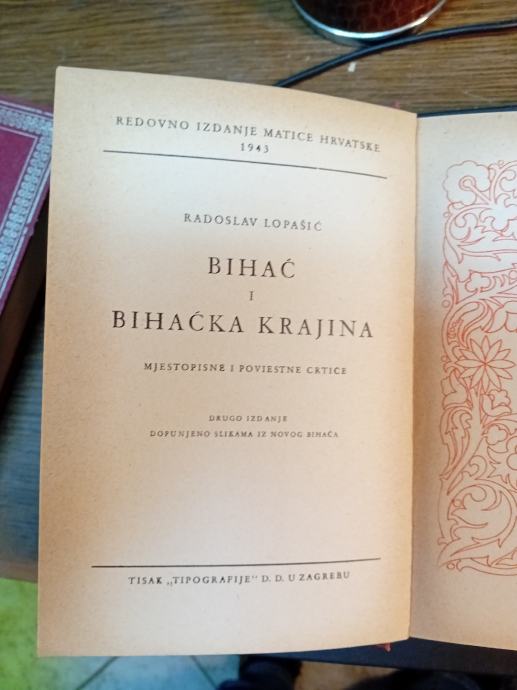 REDOVNO IZDANJE MATICE HRVATSKE
1943
RADOSLAV LOPAŠIĆ
BIHAĆ
I
BIHAĆKA KRAJINA
MJESTOPISNE I POVIESTNE CRTICE
DRUGO IZDANJE
DOPUNJENO SLIKAMA IZ NOVOG BIHAĆA
TISAK „TIPOGRAFIJE" D. D. U ZAGREBU